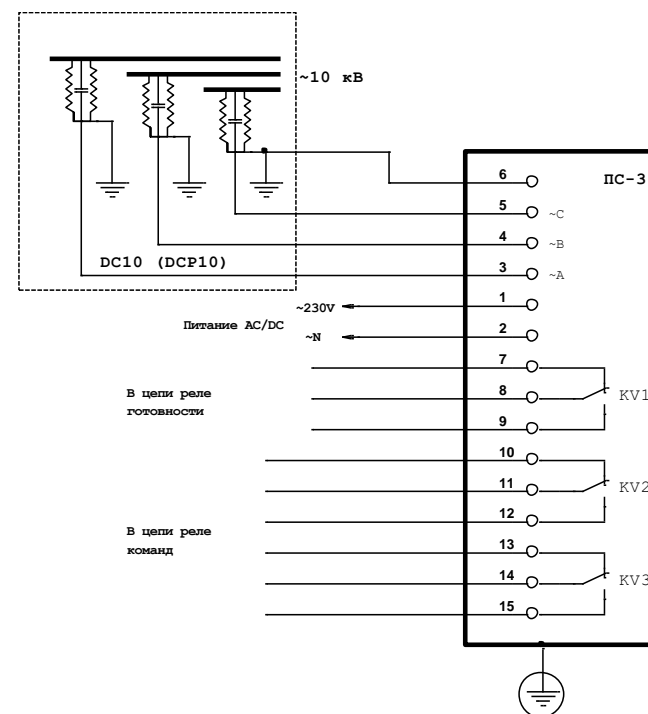 ~10 кВ
6
ПС-3
5
~C
4
~B
DC10 (DCP10)
3
~A
~230V
1
Питание AC/DC
~N
2
7
В цепи реле
готовности
8
KV1
9
10
11
KV2
12
В цепи реле
команд
13
14
KV3
15